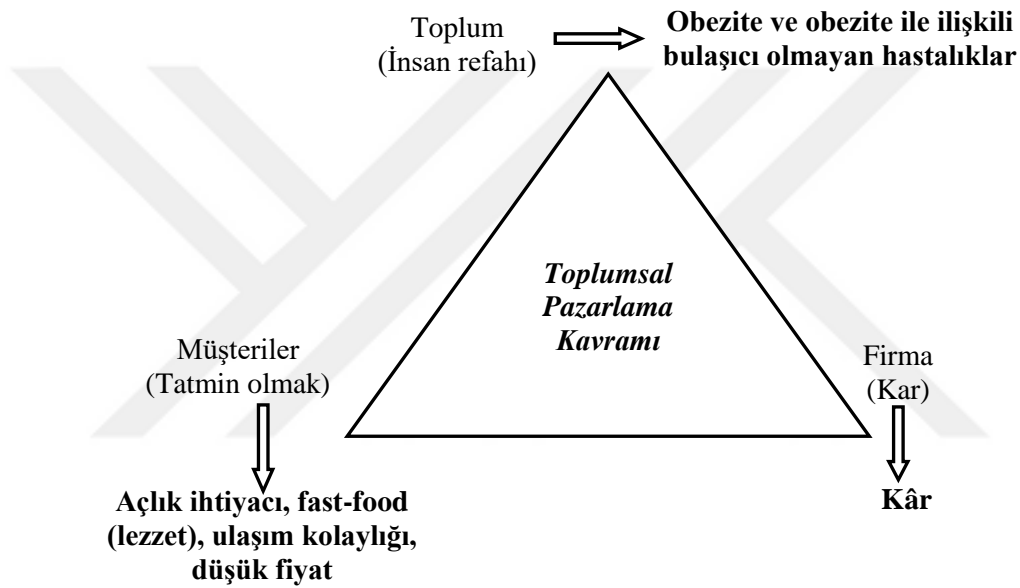 Toplum
(İnsan refahı)
Obezite ve obezite ile ilişkili
bulaşıcı olmayan hastalıklar
Toplumsal
Pazarlama
Kavramı
Müşteriler
(Tatmin olmak)
Firma
(Kar)
Açlık ihtiyacı, fast-food
(lezzet), ulaşım kolaylığı,
düşük fiyat
Kâr